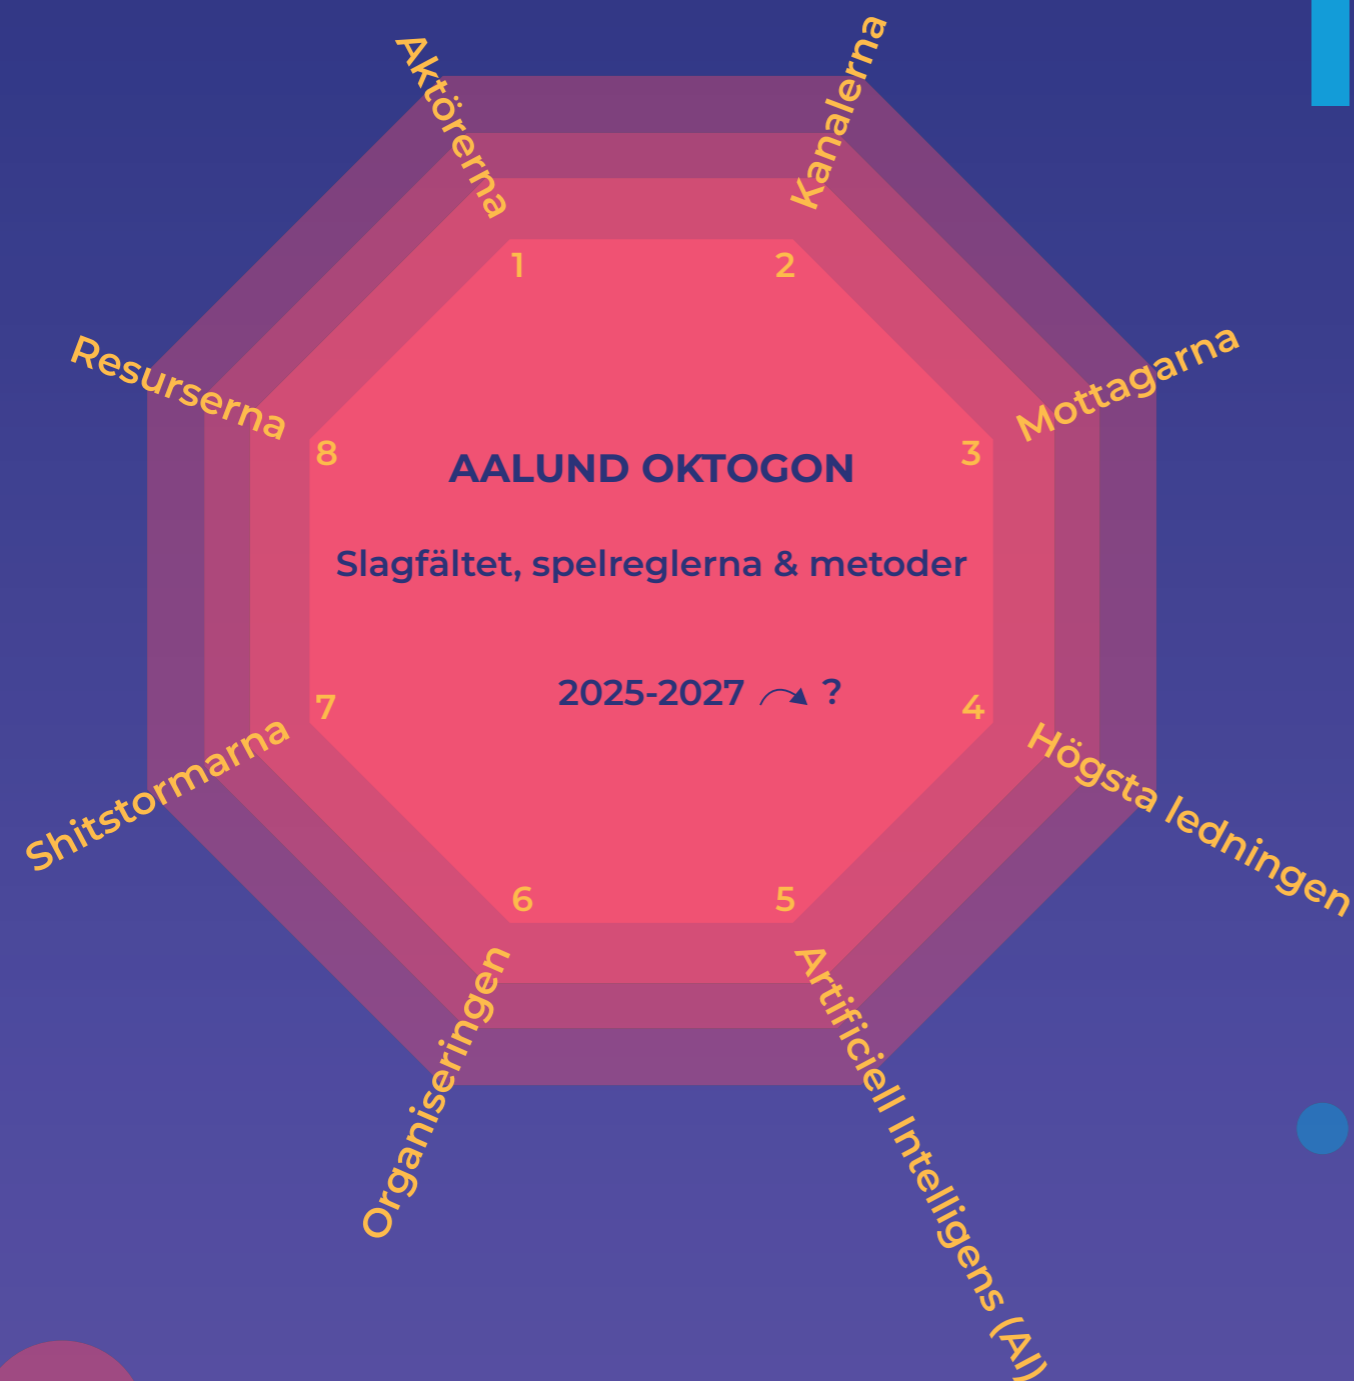 Aktörerna
Kanalerna
1
2
Resurserna
Mottagarna
8
3
AALUND OKTOGON
Slagfältet, spelreglerna & metoder
2025-2027 ?
7
4
Shitstormarna
Högsta ledningen
6
5
Organiseringen
Artificiell Intelligens (AI)